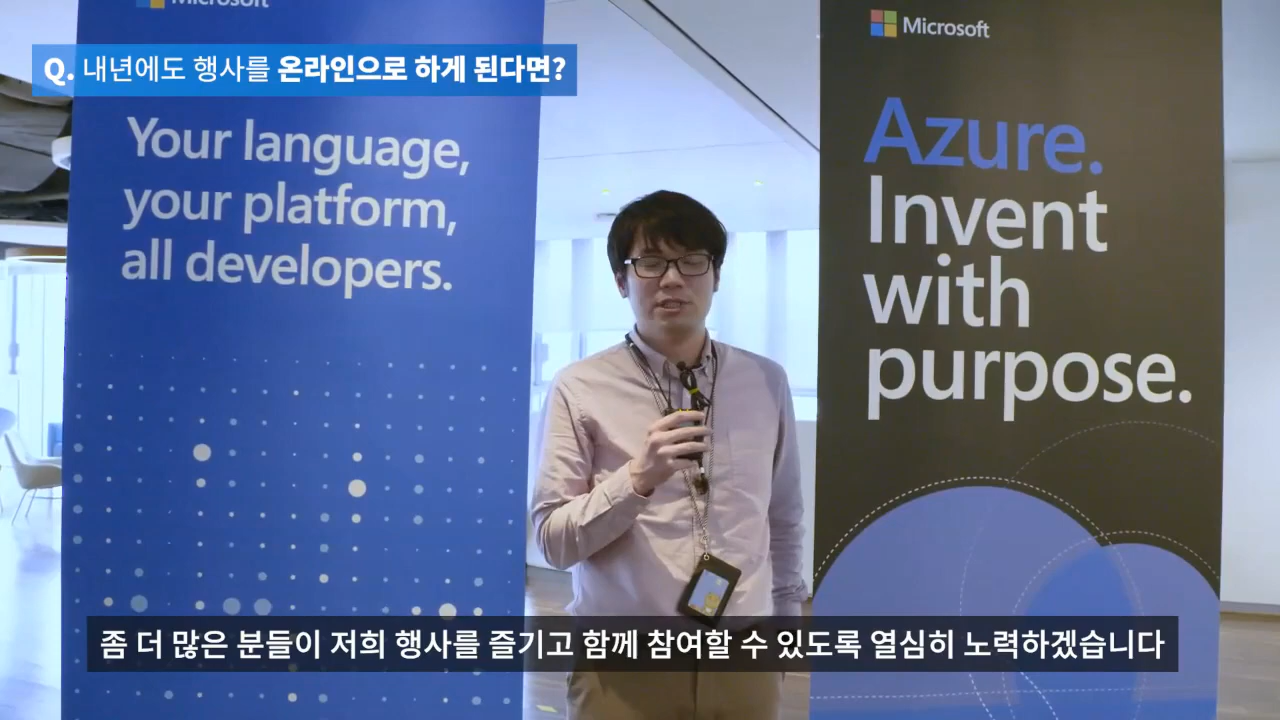 Microsoft
Q. 내년에도 행사를 온라인으로 하게 된다면?
Your language,
your platform,
all developers.
Microsoft
Azure.
Invent
with
purpose.
좀 더 많은 분들이 저희 행사를 즐기고 함께 참여할 수 있도록 열심히 노력하겠습니다